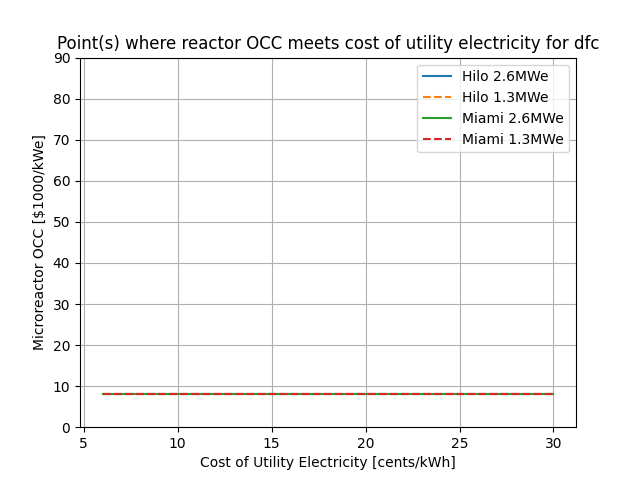 Point(s) where reactor OCC meets cost of utility electricity for dfc
90
80
70
60
50
40
30
20
10
0
Microreactor OCC [$1000/kWe]
Hilo 2.6MWe
Hilo 1.3MWe
Miami 2.6MWe
Miami 1.3MWe
5 10 15 20 25 30
Cost of Utility Electricity [cents/kWh]